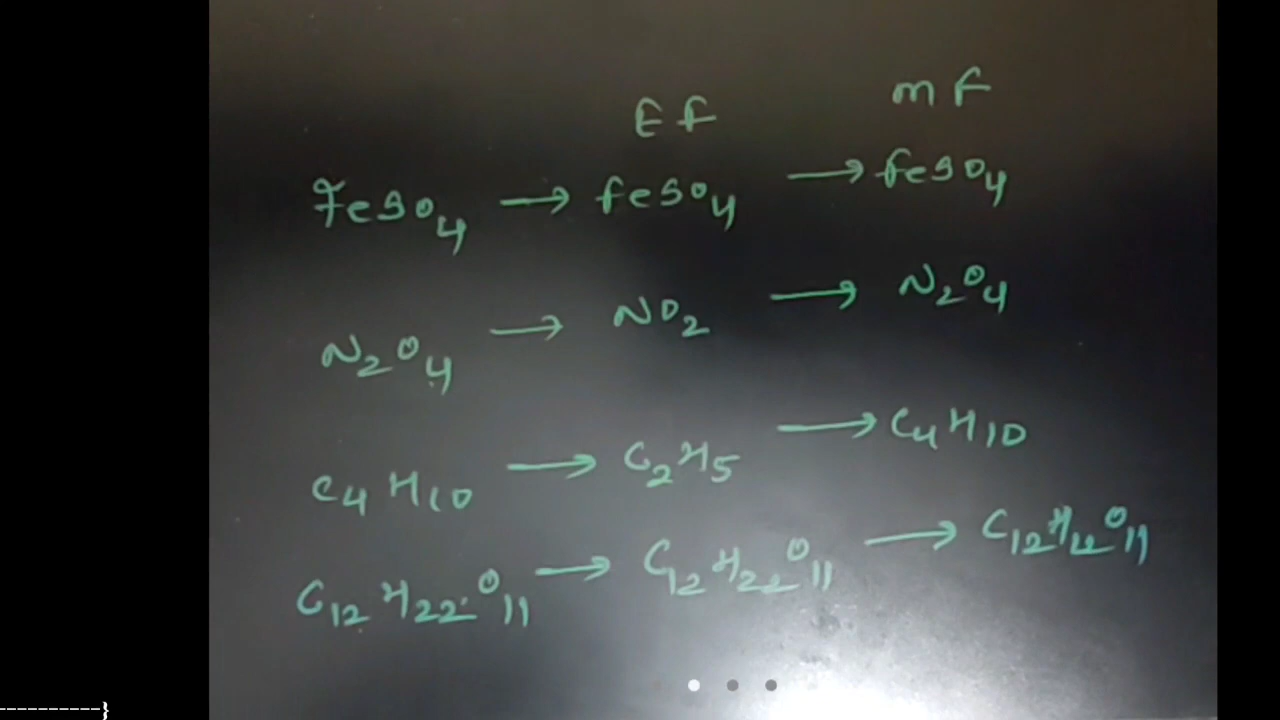 EF mF
FeSO4 → FeSO4 → FeSO4
N2O4 → NO2 → N2O4
C4H10 → C2H5 → C4H10
C12H22O11 → C12H22O11 → C12H22O11
----------}